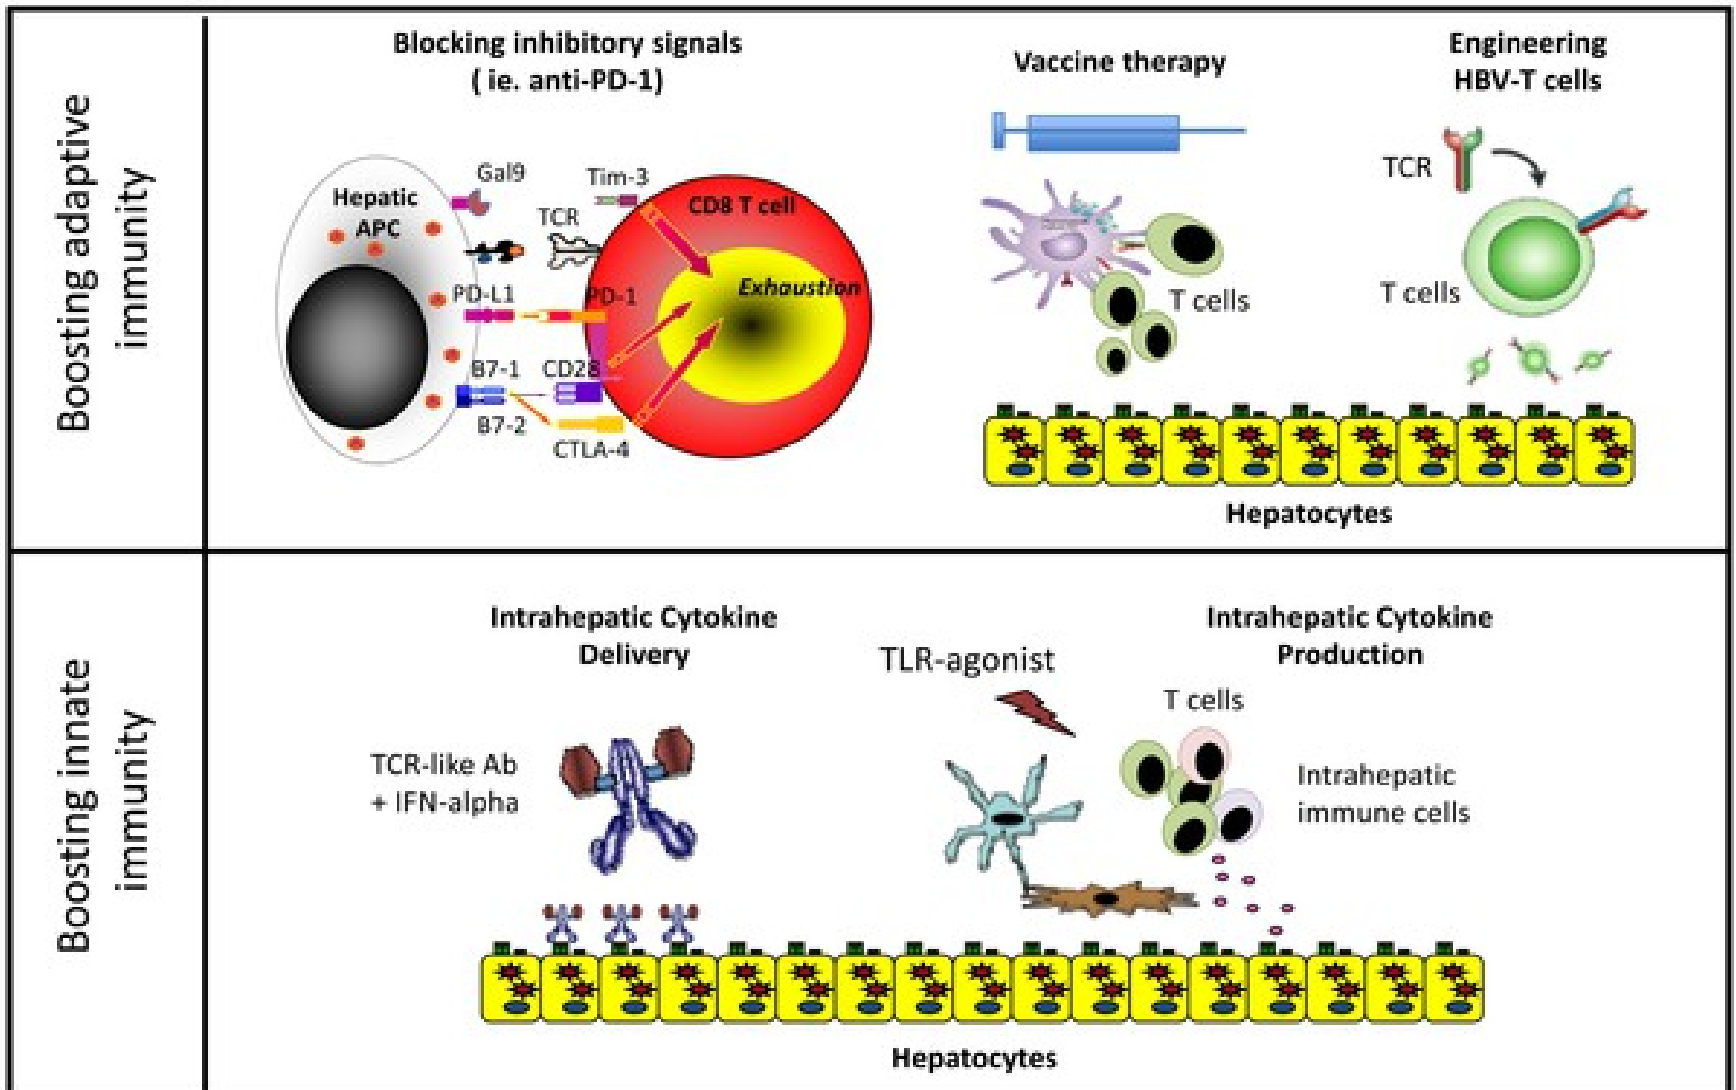 Boosting adaptive
immunity
Blocking inhibitory signals
( ie. anti-PD-1)
Hepatic
APC
Gal9
Tim-3
TCR
CD8 T cell
PD-L1
PD-1
Exhaustion
B7-1
CD28
B7-2
CTLA-4
Vaccine therapy
T cells
Engineering
HBV-T cells
TCR
T cells
Hepatocytes
Boosting innate
immunity
Intrahepatic Cytokine
Delivery
TCR-like Ab
+ IFN-alpha
TLR-agonist
Intrahepatic Cytokine
Production
T cells
Intrahepatic
immune cells
Hepatocytes